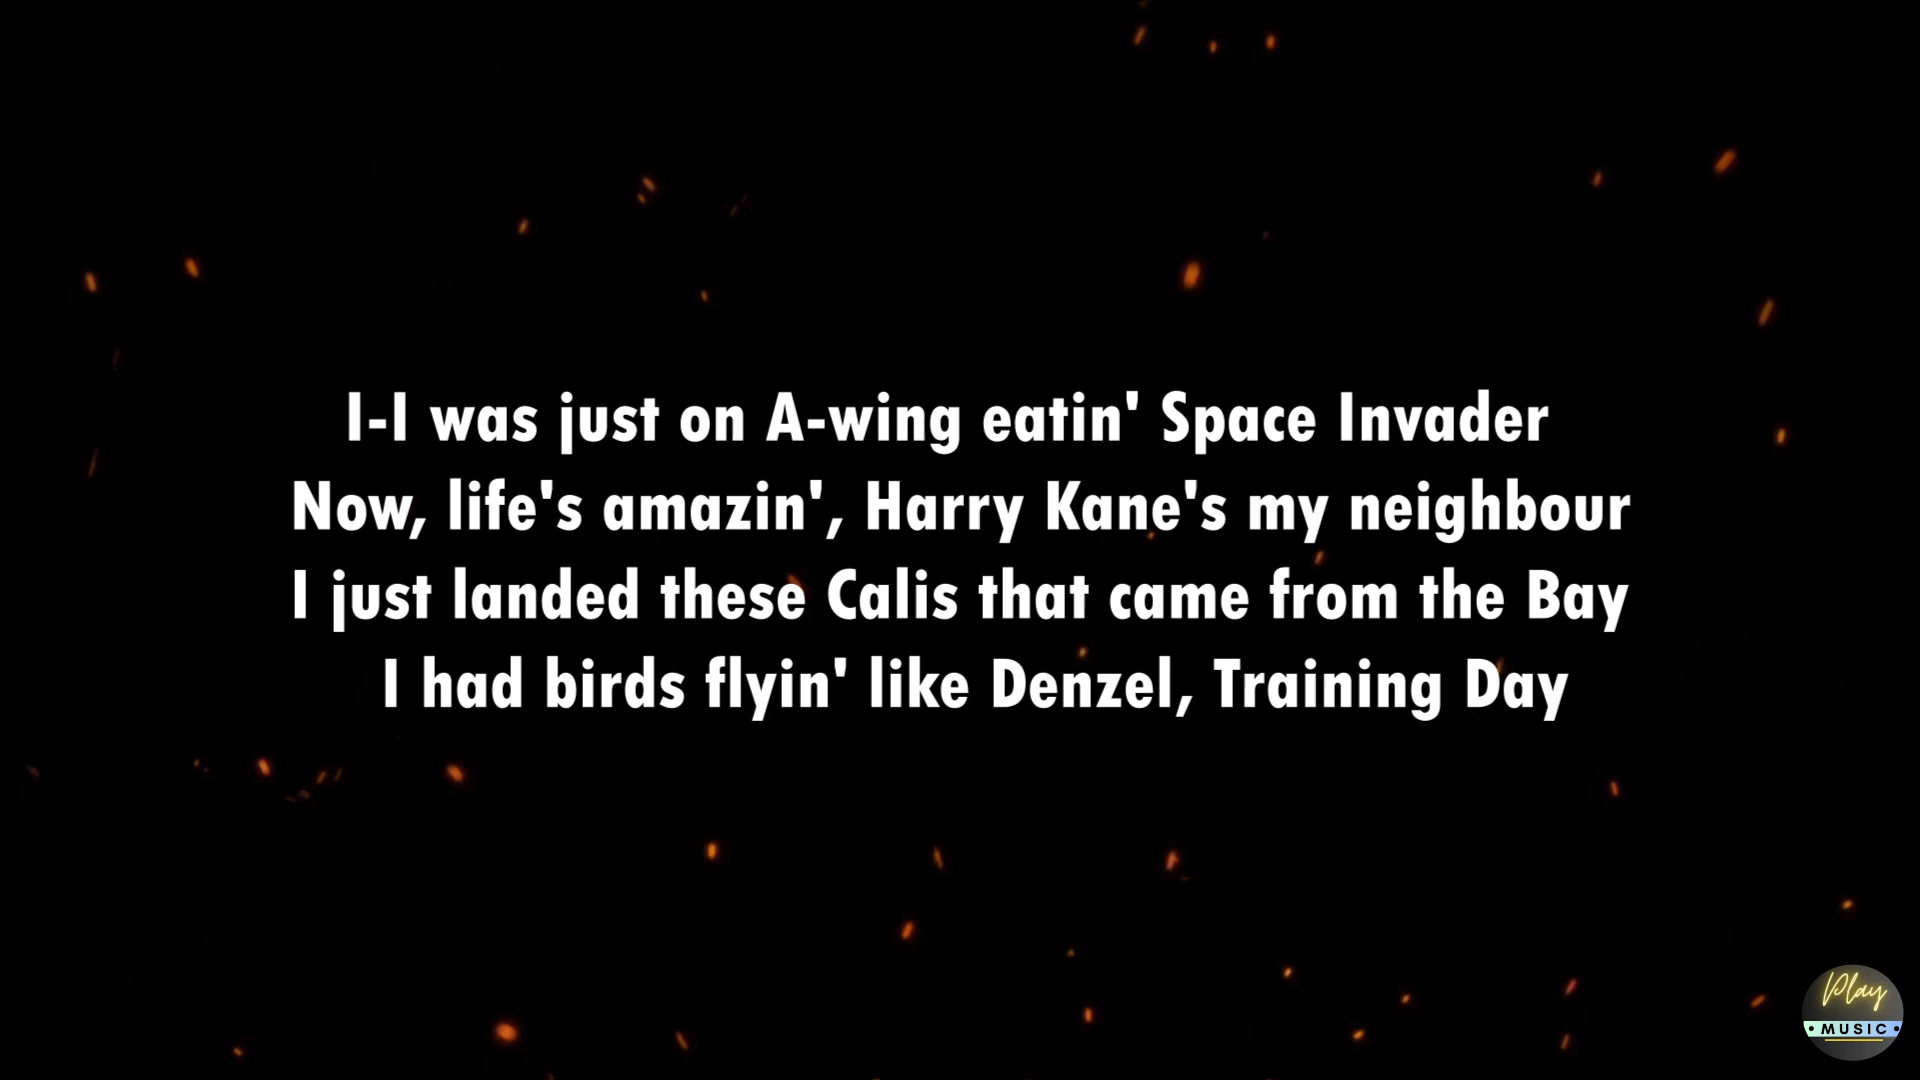 I-I was just on A-wing eatin' Space Invader
Now, life's amazin', Harry Kane's my neighbour
I just landed these Calis that came from the Bay
I had birds flyin' like Denzel, Training Day
Play
• MUSIC •